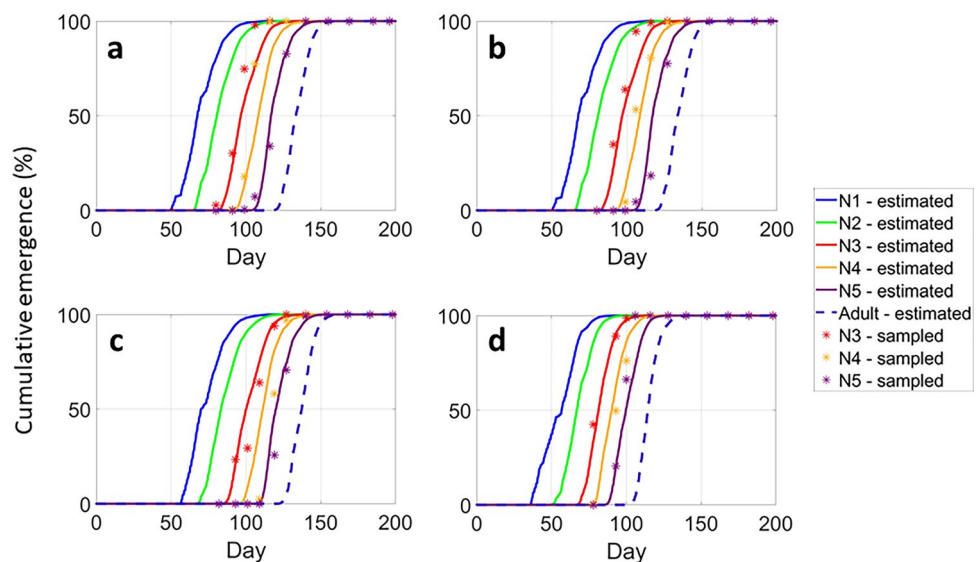 a
100
50
0
0 50 100 150 200
Day
b
100
50
0
0 50 100 150 200
Day
c
100
50
0
0 50 100 150 200
Day
d
100
50
0
0 50 100 150 200
Day
Cumulative emergence (%)
N1 - estimated
N2 - estimated
N3 - estimated
N4 - estimated
N5 - estimated
Adult - estimated
N3 - sampled
N4 - sampled
N5 - sampled